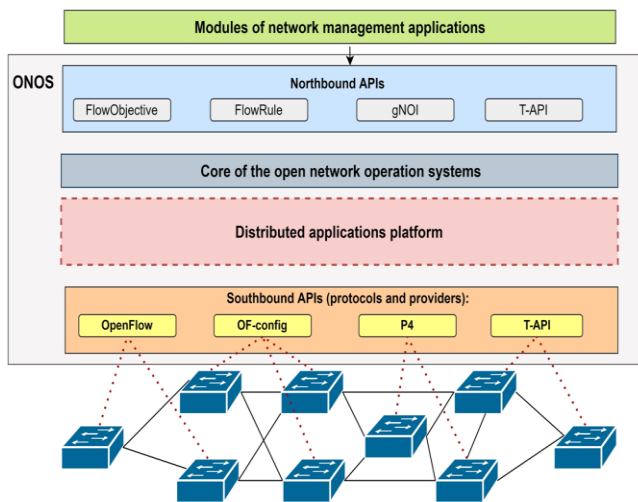 Modules of network management applications
ONOS
Northbound APIs
FlowObjective
FlowRule
gNOI
T-API
Core of the open network operation systems
Distributed applications platform
Southbound APIs (protocols and providers):
OpenFlow
OF-config
P4
T-API